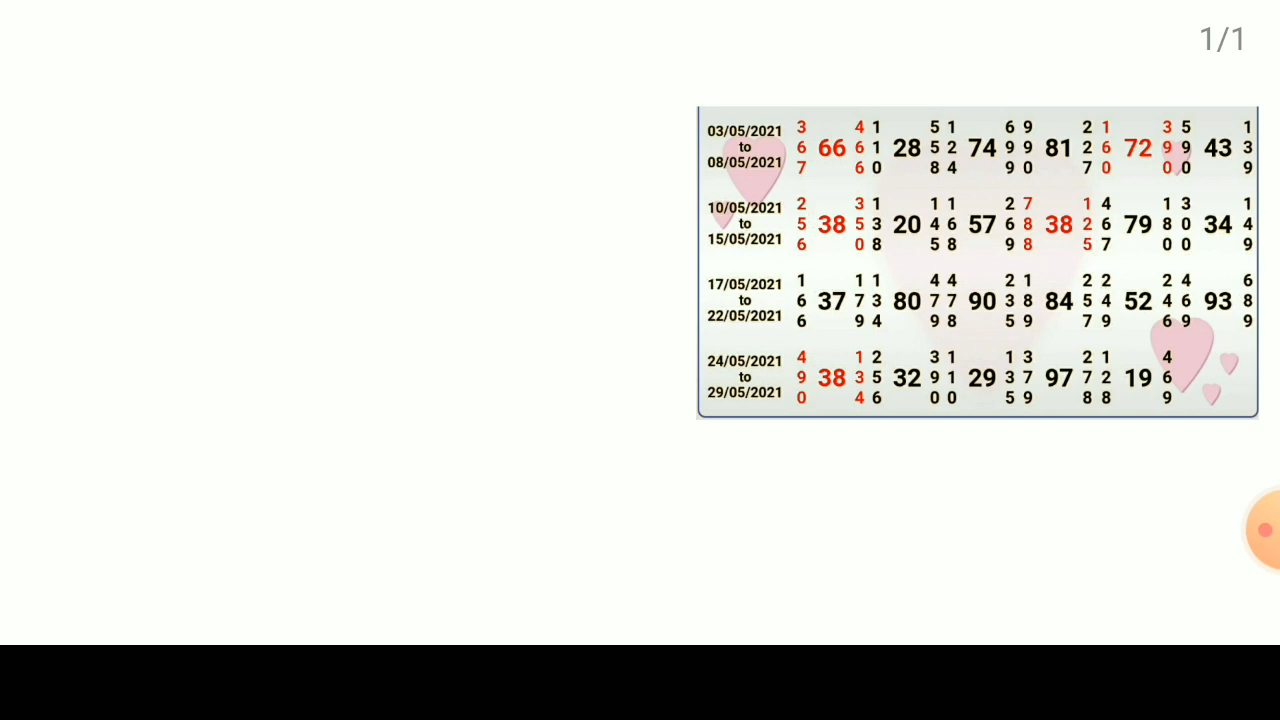 1/1
3 4 1 5 1 6 9 2 1 3 5 1
03/05/2021 to 08/05/2021 6 66 6 1 28 5 2 74 9 9 81 2 6 72 9 9 43 3
7 6 0 8 4 9 0 7 0 0 0 9
2 3 1 1 1 2 7 1 4 1 3 1
10/05/2021 to 15/05/2021 5 38 5 3 20 4 6 57 6 8 38 2 6 79 8 0 34 4
6 0 8 5 8 9 8 5 7 0 0 9
1 1 1 4 4 2 1 2 2 2 4 6
17/05/2021 to 22/05/2021 6 37 7 3 80 7 7 90 3 8 84 5 4 52 4 6 93 8
6 9 4 9 8 5 9 7 9 6 9 9
4 1 2 3 1 1 3 2 1 4
24/05/2021 to 29/05/2021 9 38 3 5 32 9 1 29 3 7 97 7 2 19 6
0 4 6 0 0 5 9 8 8 9